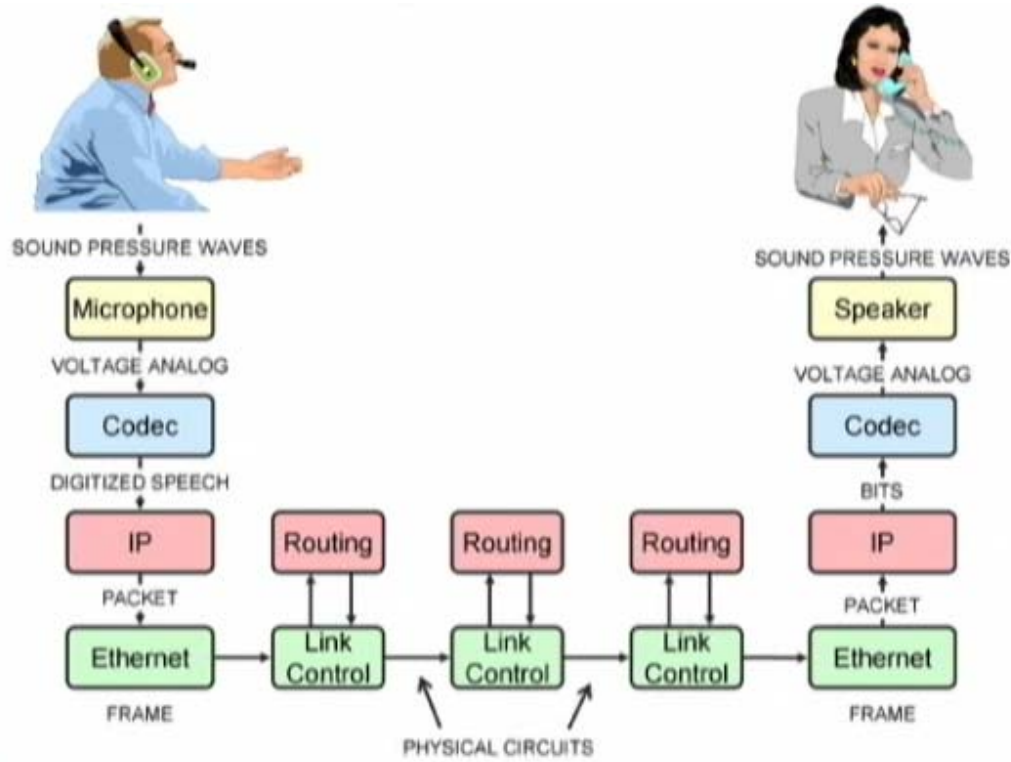 SOUND PRESSURE WAVES
Microphone
VOLTAGE ANALOG
Codec
DIGITIZED SPEECH
IP
PACKET
Ethernet
FRAME
Routing
Link
Control
Routing
Link
Control
Routing
Link
Control
PHYSICAL CIRCUITS
SOUND PRESSURE WAVES
Speaker
VOLTAGE ANALOG
Codec
BITS
IP
PACKET
Ethernet
FRAME